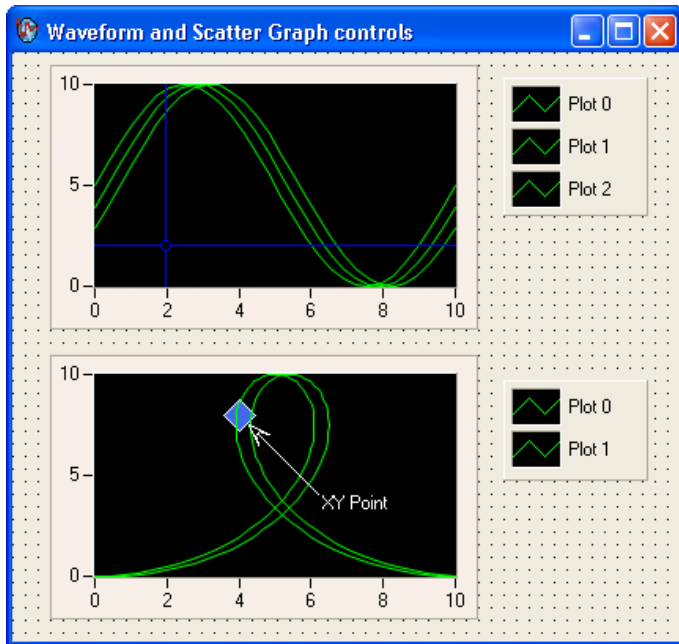 Waveform and Scatter Graph controls
10
5
0
0 2 4 6 8 10
Plot 0
Plot 1
Plot 2
10
5
0
XY Point
0 2 4 6 8 10
Plot 0
Plot 1